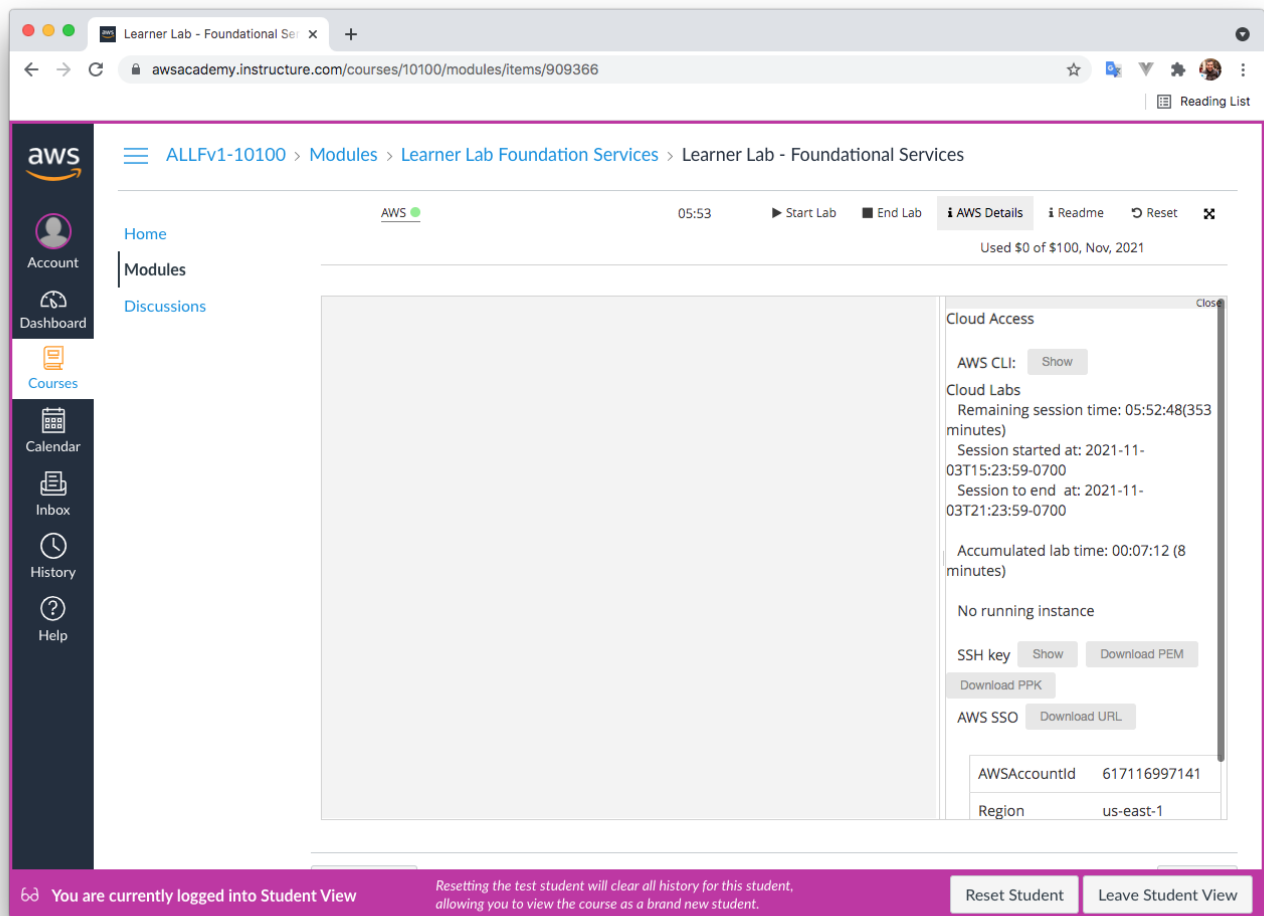 aws Learner Lab - Foundational Ser
awsacademy.instructure.com/courses/10100/modules/items/909366
Reading List
aws
ALLFv1-10100 > Modules > Learner Lab Foundation Services > Learner Lab - Foundational Services
Account
Dashboard
Courses
Calendar
Inbox
History
Help
Home
Modules
Discussions
AWS
05:53
Start Lab
End Lab
AWS Details
Readme
Reset
Used $0 of $100, Nov, 2021
Close
Cloud Access
AWS CLI: Show
Cloud Labs
Remaining session time: 05:52:48(353
minutes)
Session started at: 2021-11-
03T15:23:59-0700
Session to end at: 2021-11-
03T21:23:59-0700
Accumulated lab time: 00:07:12 (8
minutes)
No running instance
SSH key Show Download PEM
Download PPK
AWS SSO Download URL
AWSAccountId 617116997141
Region us-east-1
You are currently logged into Student View
Resetting the test student will clear all history for this student,
allowing you to view the course as a brand new student.
Reset Student
Leave Student View